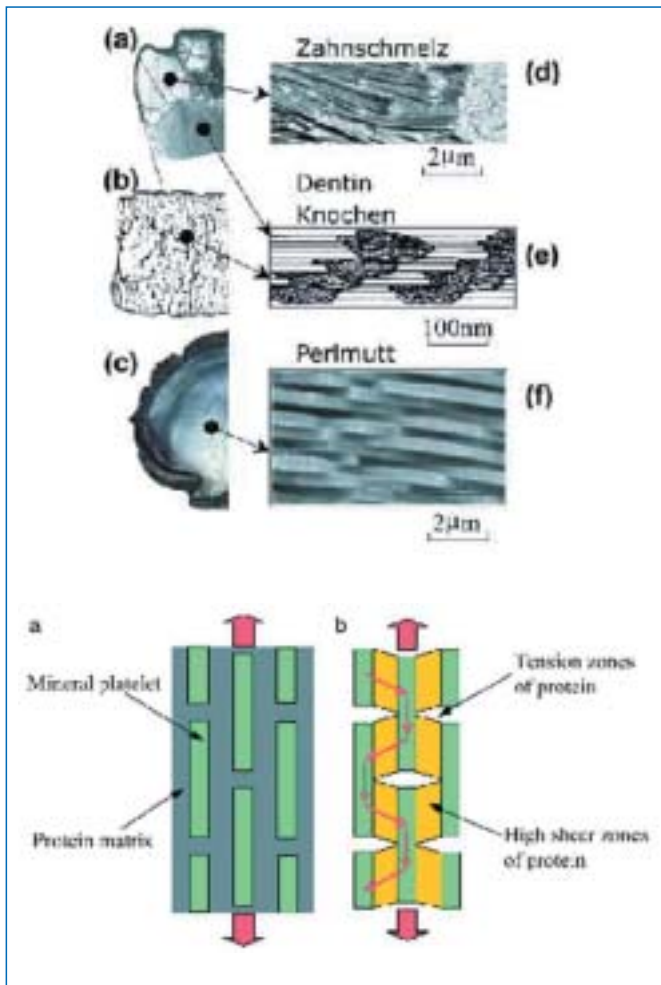 (a)
Zahnschmelz
(d)
2μm
(b)
Dentin
Knochen
(e)
100nm
(c)
Perlmutt
(f)
2μm
a
b
Mineral platelet
Tension zones
of protein
Protein matrix
High sheer zones
of protein